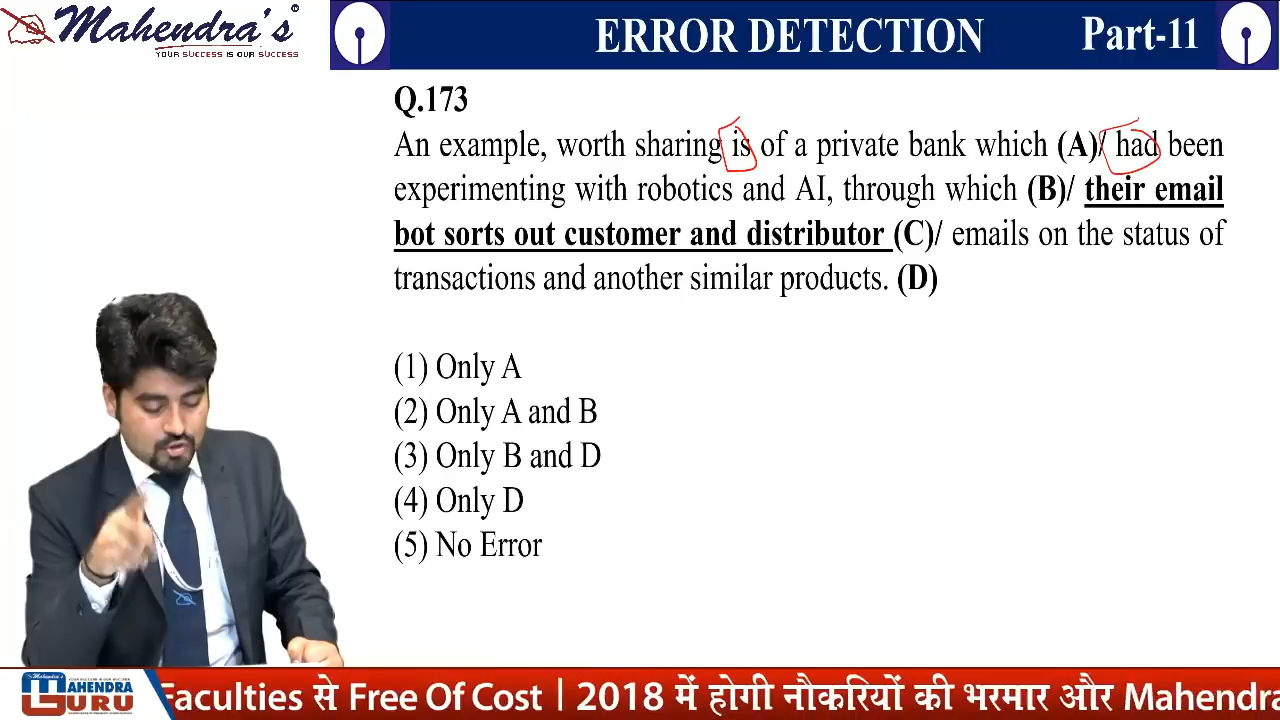 Mahendra's
YOUR SUCCESS IS OUR SUCCESS
ERROR DETECTION
Part-11
Q.173
An example, worth sharing is of a private bank which (A)/ had been
experimenting with robotics and AI, through which (B)/ their email
bot sorts out customer and distributor (C)/ emails on the status of
transactions and another similar products. (D)
(1) Only A
(2) Only A and B
(3) Only B and D
(4) Only D
(5) No Error
MAHENDRA
GURU
Faculties से Free Of Cost | 2018 में होगी नौकरियों की भरमार और Mahendra